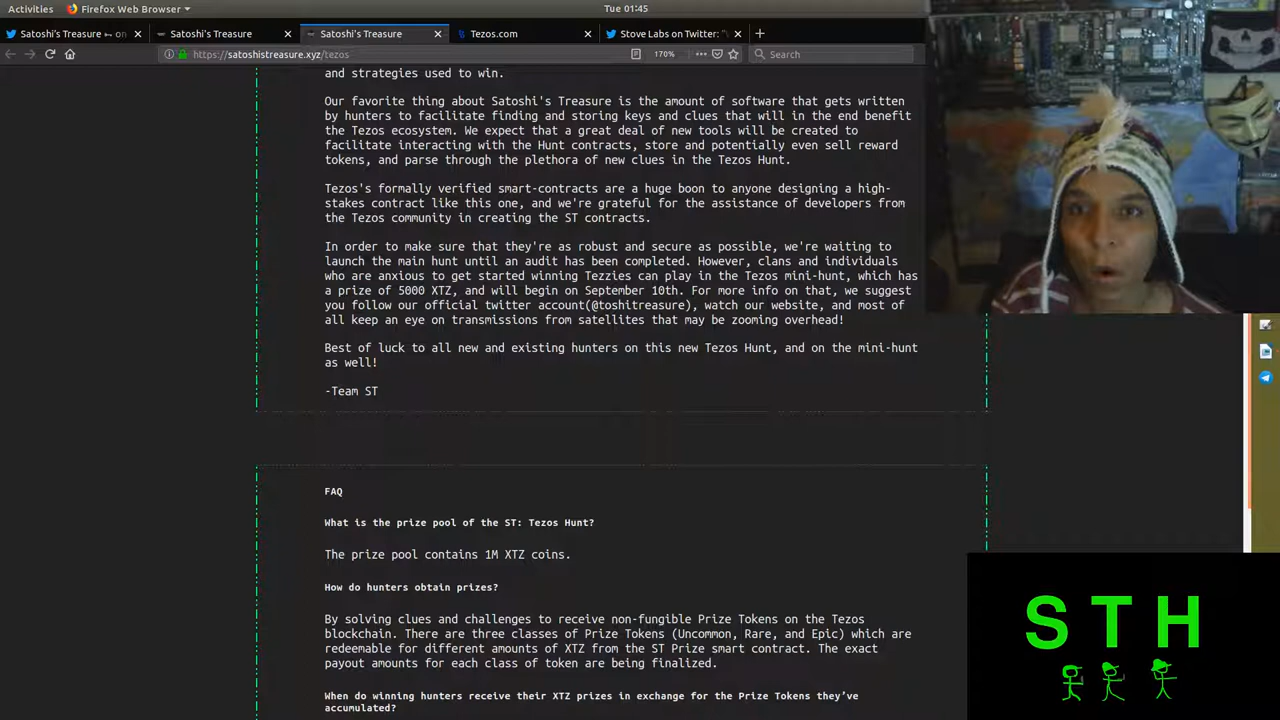 Activities
Firefox Web Browser
Tue 01:45
Satoshi's Treasure 🗝 on
Satoshi's Treasure
Satoshi's Treasure
Tezos.com
Stove Labs on Twitter: "
https://satoshistreasure.xyz/tezos
170%
Search
and strategies used to win.
Our favorite thing about Satoshi's Treasure is the amount of software that gets written
by hunters to facilitate finding and storing keys and clues that will in the end benefit
the Tezos ecosystem. We expect that a great deal of new tools will be created to
facilitate interacting with the Hunt contracts, store and potentially even sell reward
tokens, and parse through the plethora of new clues in the Tezos Hunt.
Tezos's formally verified smart-contracts are a huge boon to anyone designing a high-
stakes contract like this one, and we're grateful for the assistance of developers from
the Tezos community in creating the ST contracts.
In order to make sure that they're as robust and secure as possible, we're waiting to
launch the main hunt until an audit has been completed. However, clans and individuals
who are anxious to get started winning Tezzies can play in the Tezos mini-hunt, which has
a prize of 5000 XTZ, and will begin on September 10th. For more info on that, we suggest
you follow our official twitter account(@toshitreasure), watch our website, and most of
all keep an eye on transmissions from satellites that may be zooming overhead!
Best of luck to all new and existing hunters on this new Tezos Hunt, and on the mini-hunt
as well!
-Team ST
FAQ
What is the prize pool of the ST: Tezos Hunt?
The prize pool contains 1M XTZ coins.
How do hunters obtain prizes?
By solving clues and challenges to receive non-fungible Prize Tokens on the Tezos
blockchain. There are three classes of Prize Tokens (Uncommon, Rare, and Epic) which are
redeemable for different amounts of XTZ from the ST Prize smart contract. The exact
payout amounts for each class of token are being finalized.
When do winning hunters receive their XTZ prizes in exchange for the Prize Tokens they've
accumulated?
STH